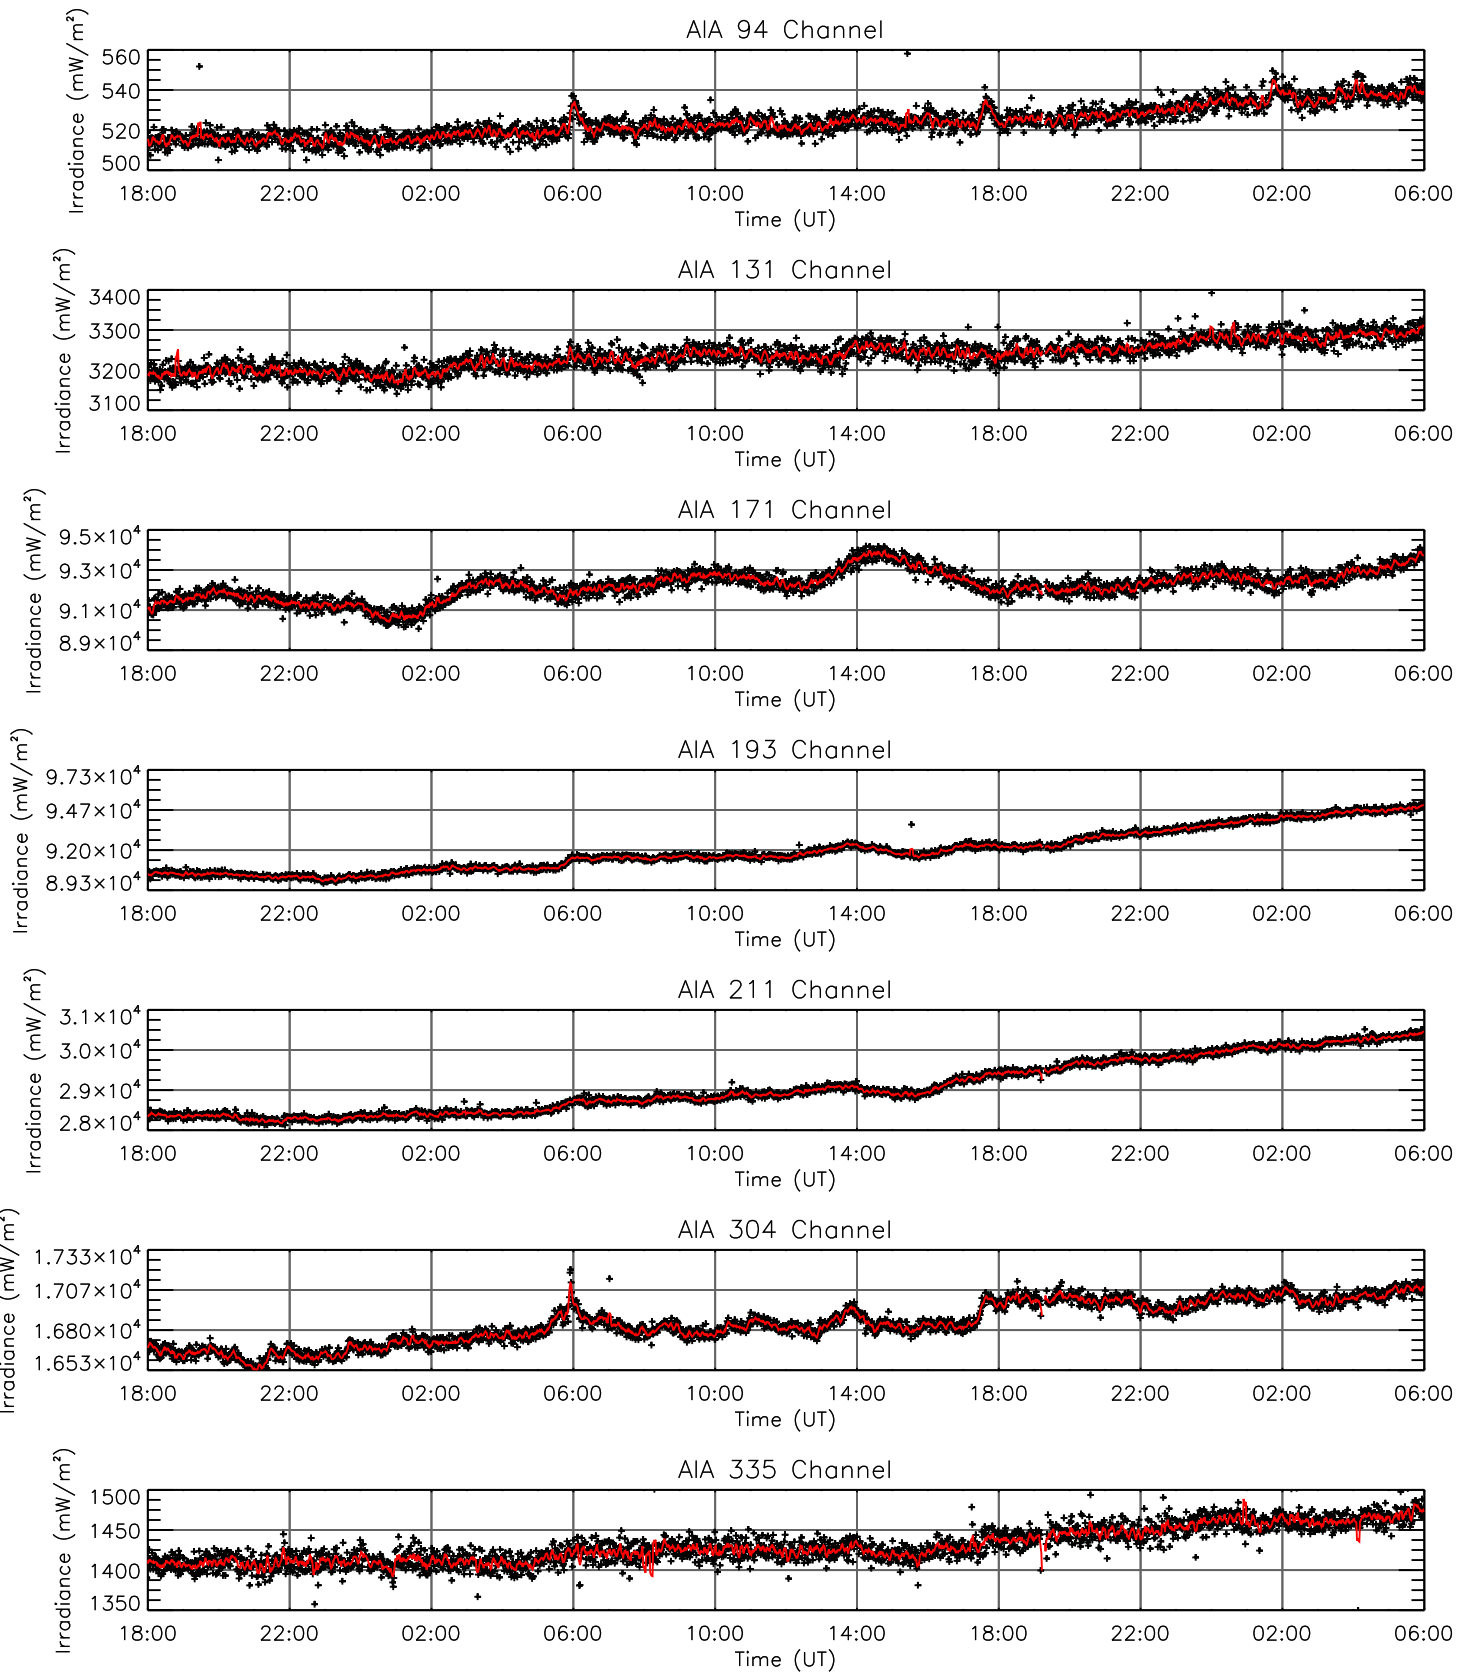 AIA 94 Channel
Irradiance (mW/m²)
560
540
520
500
18:00 22:00 02:00 06:00 10:00 14:00 18:00 22:00 02:00 06:00
Time (UT)
AIA 131 Channel
Irradiance (mW/m²)
3400
3300
3200
3100
18:00 22:00 02:00 06:00 10:00 14:00 18:00 22:00 02:00 06:00
Time (UT)
AIA 171 Channel
Irradiance (mW/m²)
9.5×10⁴
9.3×10⁴
9.1×10⁴
8.9×10⁴
18:00 22:00 02:00 06:00 10:00 14:00 18:00 22:00 02:00 06:00
Time (UT)
AIA 193 Channel
Irradiance (mW/m²)
9.73×10⁴
9.47×10⁴
9.20×10⁴
8.93×10⁴
18:00 22:00 02:00 06:00 10:00 14:00 18:00 22:00 02:00 06:00
Time (UT)
AIA 211 Channel
Irradiance (mW/m²)
3.1×10⁴
3.0×10⁴
2.9×10⁴
2.8×10⁴
18:00 22:00 02:00 06:00 10:00 14:00 18:00 22:00 02:00 06:00
Time (UT)
AIA 304 Channel
Irradiance (mW/m²)
1.733×10⁴
1.707×10⁴
1.680×10⁴
1.653×10⁴
18:00 22:00 02:00 06:00 10:00 14:00 18:00 22:00 02:00 06:00
Time (UT)
AIA 335 Channel
Irradiance (mW/m²)
1500
1450
1400
1350
18:00 22:00 02:00 06:00 10:00 14:00 18:00 22:00 02:00 06:00
Time (UT)